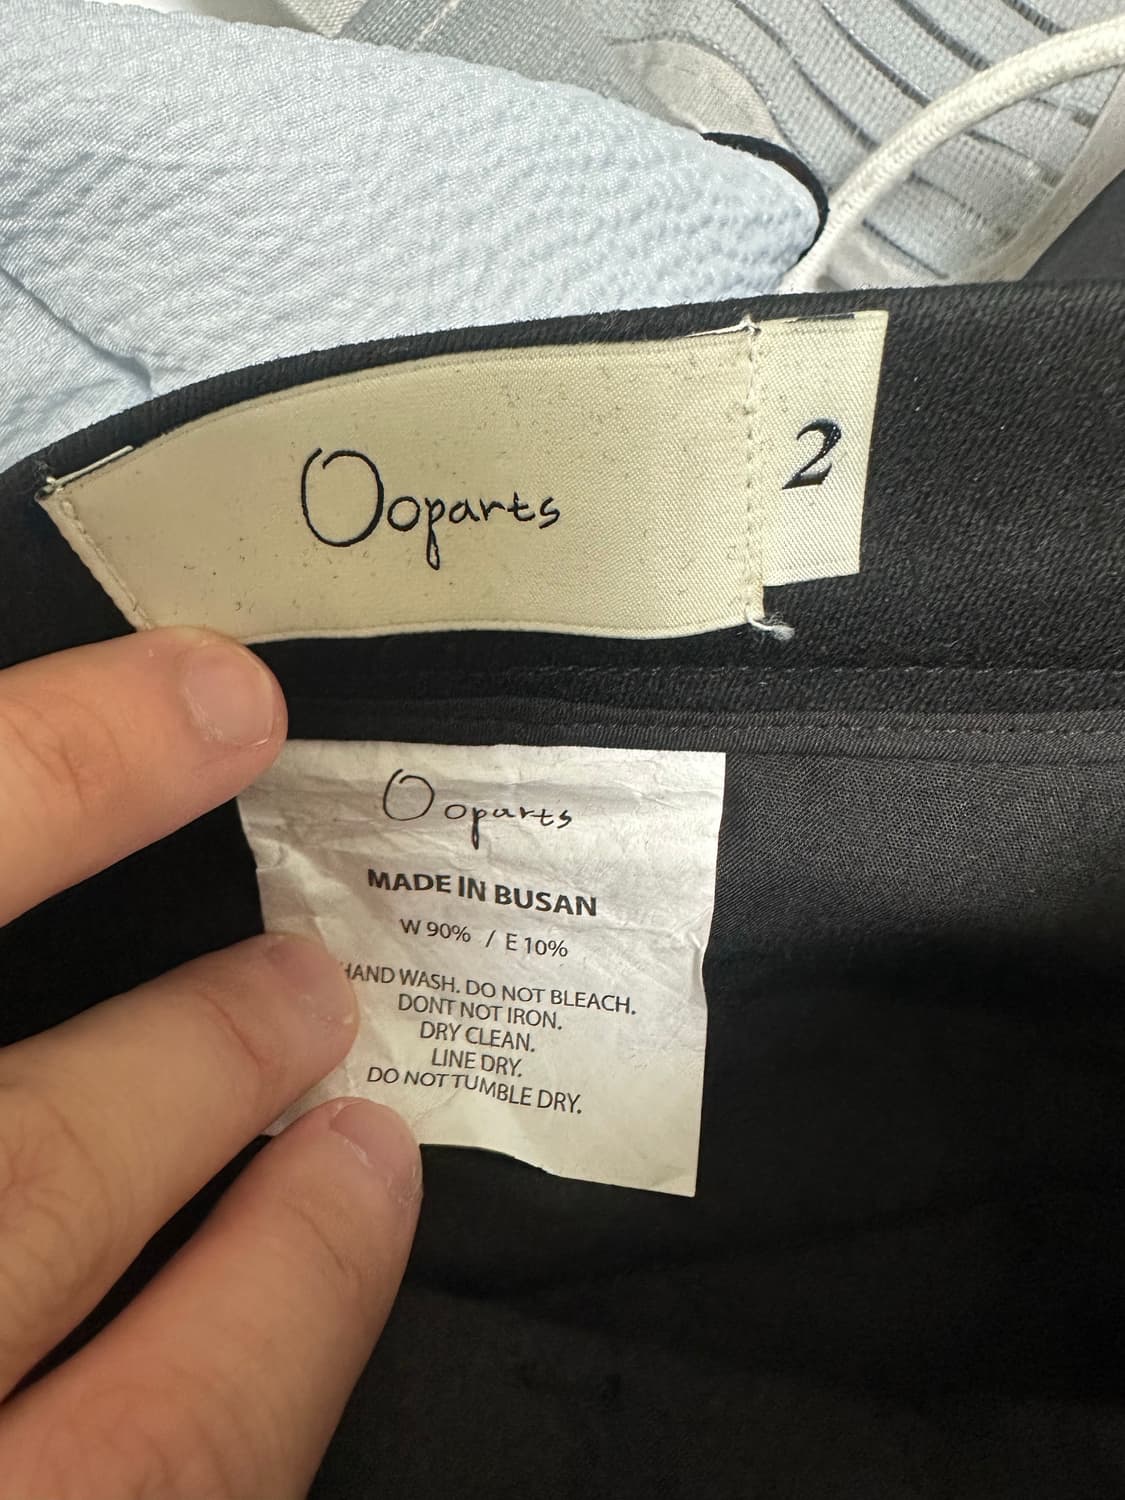 Ooparts
2
Ooparts
MADE IN BUSAN
W 90% / E 10%
HAND WASH. DO NOT BLEACH.
DONT NOT IRON.
DRY CLEAN.
LINE DRY.
DO NOT TUMBLE DRY.